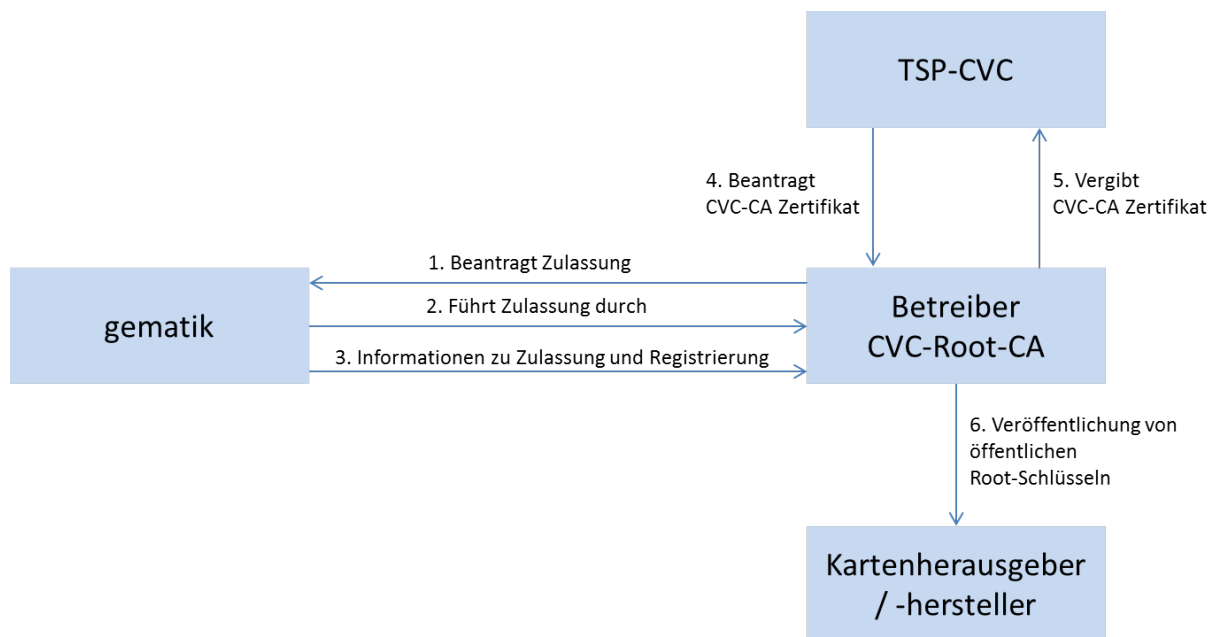 TSP-CVC
4. Beantragt
CVC-CA Zertifikat
5. Vergibt
CVC-CA Zertifikat
1. Beantragt Zulassung
gematik
2. Führt Zulassung durch
3. Informationen zu Zulassung und Registrierung
Betreiber
CVC-Root-CA
6. Veröffentlichung von
öffentlichen
Root-Schlüsseln
Kartenherausgeber
/ -hersteller